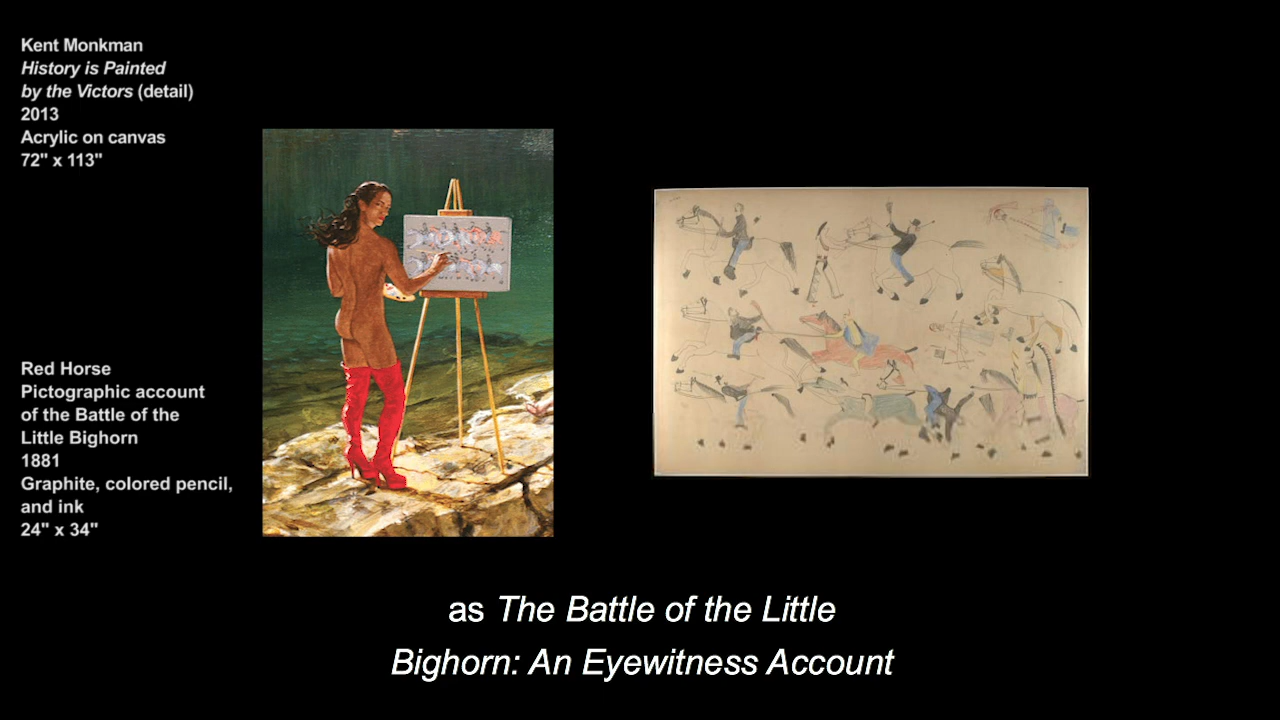 Kent Monkman
History is Painted
by the Victors (detail)
2013
Acrylic on canvas
72" x 113"
Red Horse
Pictographic account
of the Battle of the
Little Bighorn
1881
Graphite, colored pencil,
and ink
24" x 34"
as The Battle of the Little
Bighorn: An Eyewitness Account